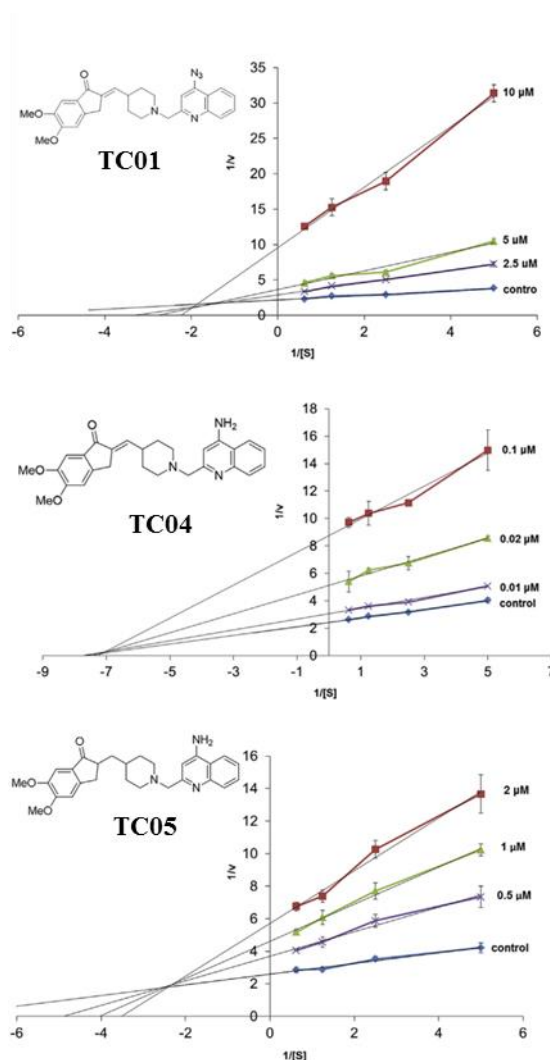 O
N₃
MeO
MeO
N
N
TC01
35
30
25
20
15
10
5
0
1/v
10 µM
5 uM
2.5 uM
contro
-6 -4 -2 0 2 4 6
1/[S]
O
NH₂
MeO
MeO
N
N
TC04
18
16
14
12
10
8
6
4
2
0
1/v
0.1 µM
0.02 µM
0.01 µM
control
-9 -7 -5 -3 -1 1 3 5 7
1/[S]
O
NH₂
MeO
MeO
N
N
TC05
16
14
12
10
8
6
4
2
0
1/v
2 µM
1 µM
0.5 µM
control
-6 -4 -2 0 2 4 6
1/[S]